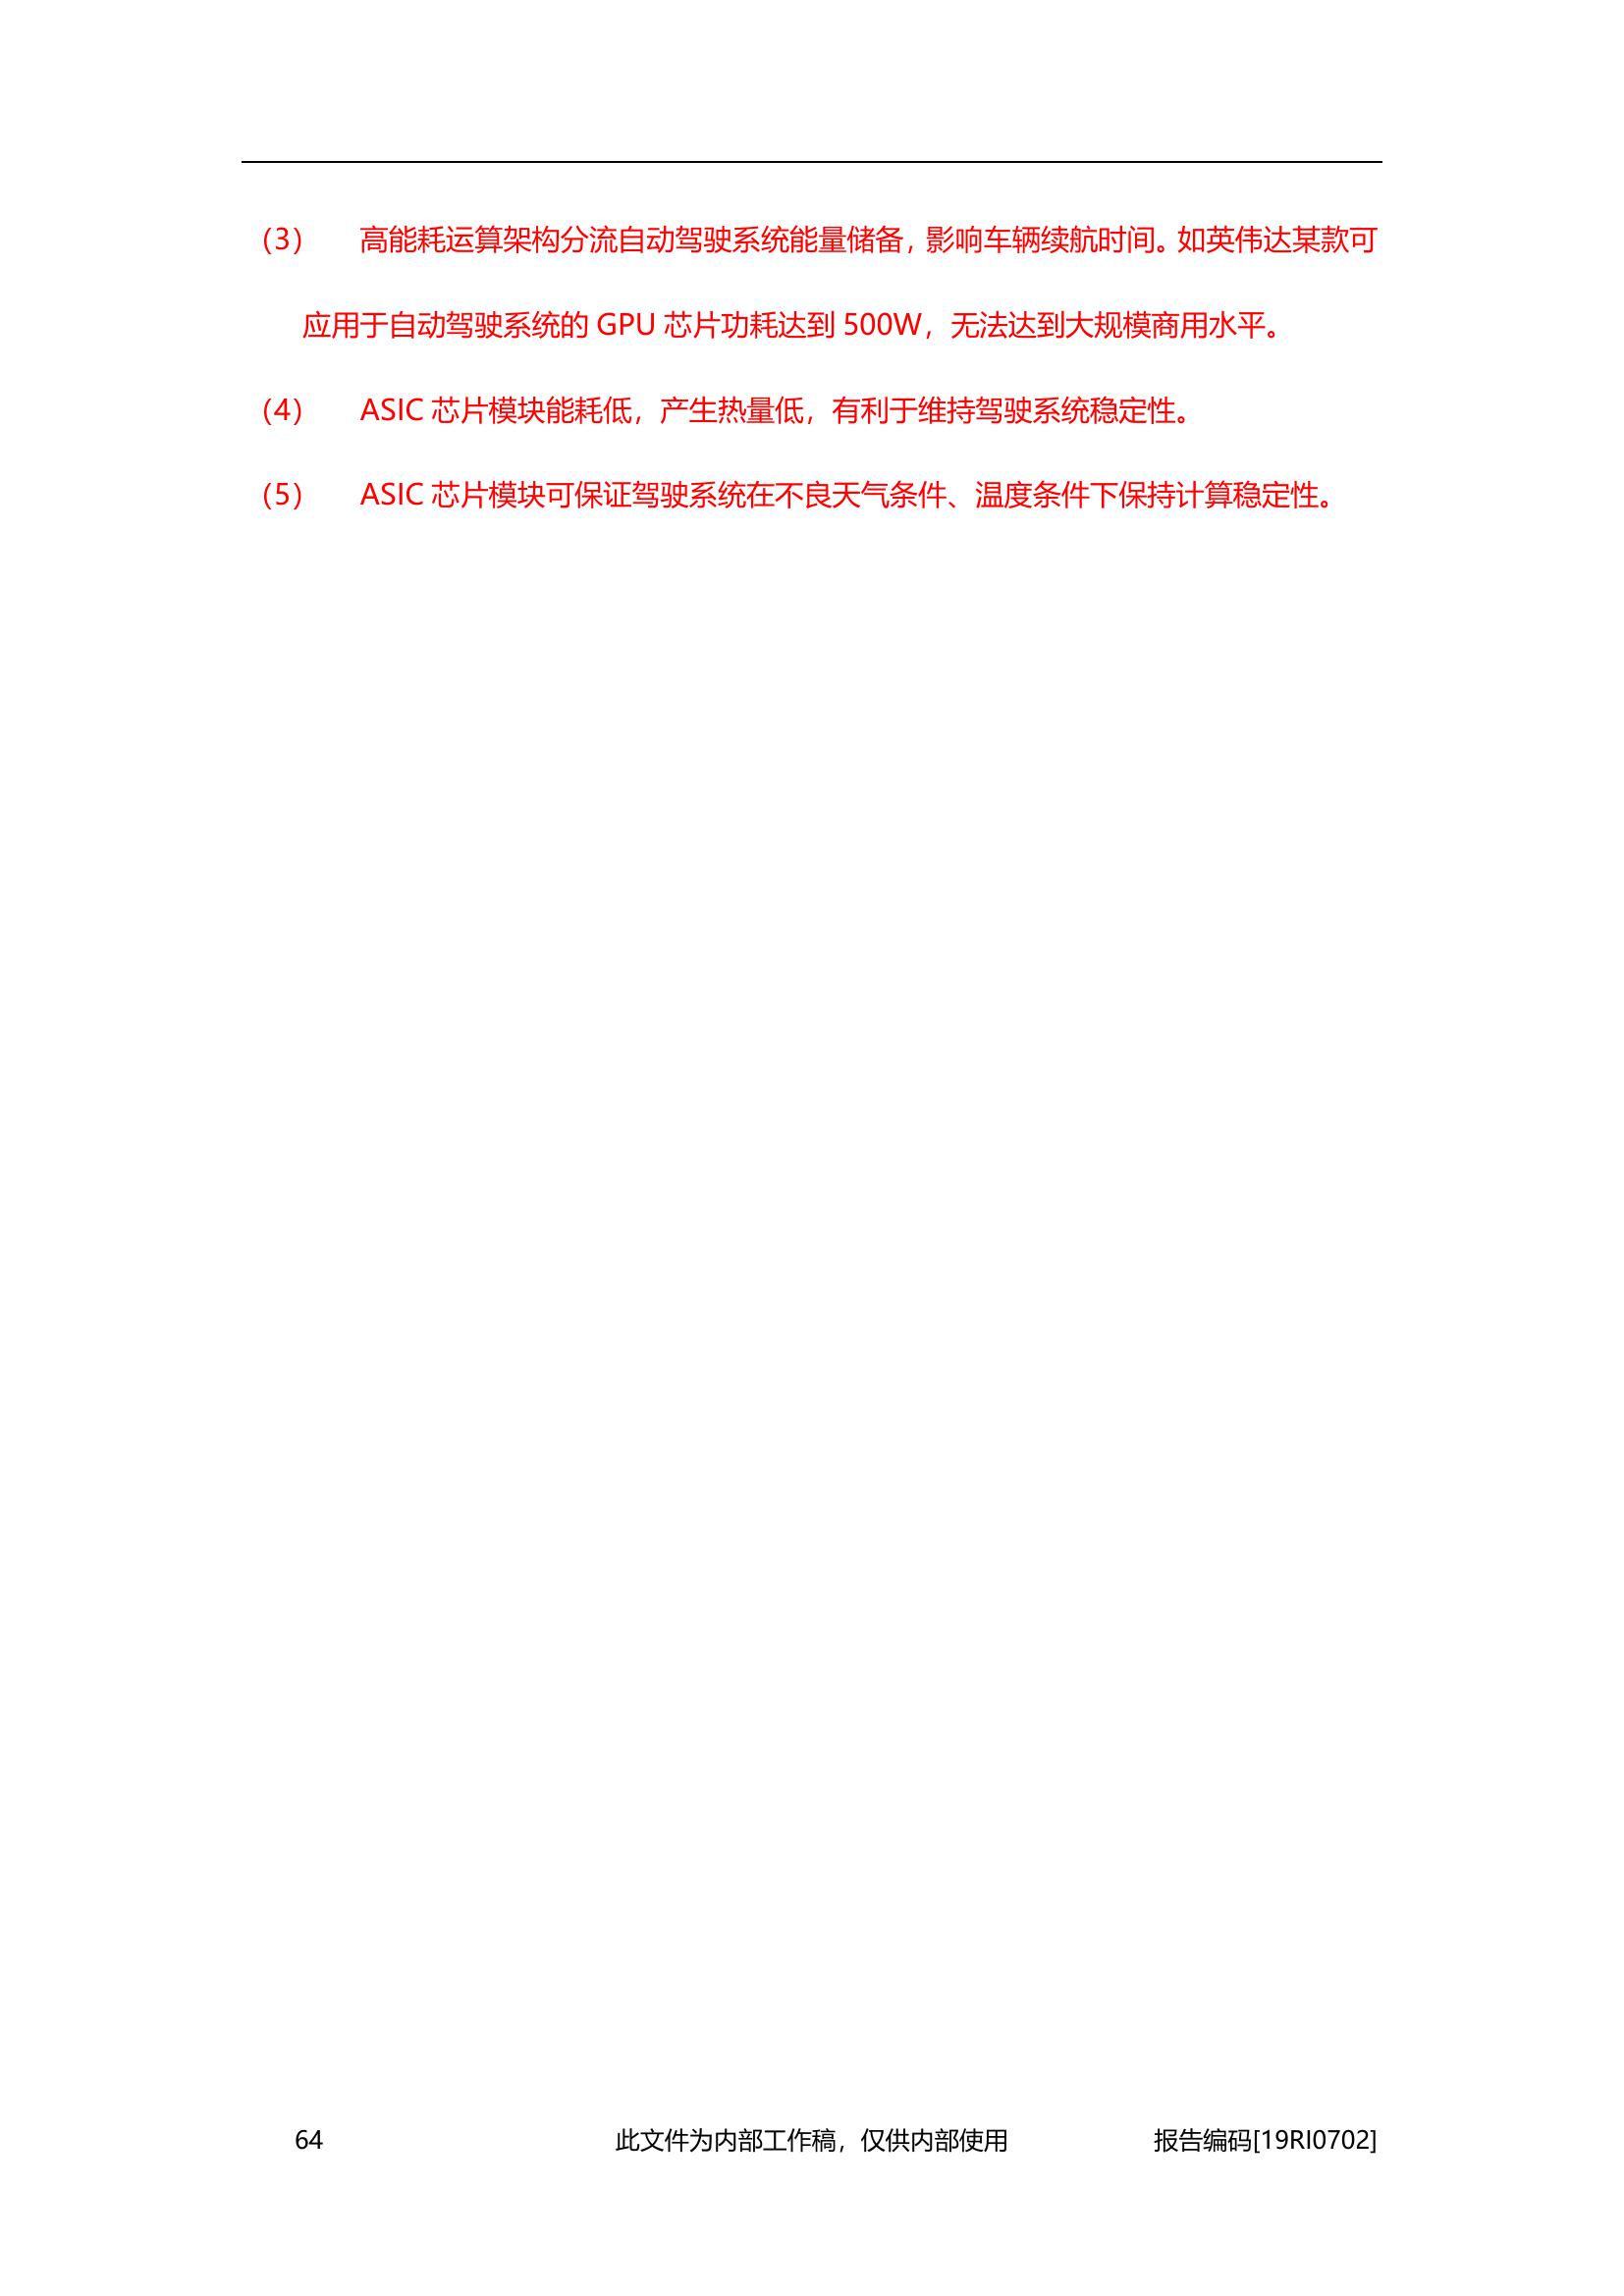 （3） 高能耗运算架构分流自动驾驶系统能量储备，影响车辆续航时间。如英伟达某款可
应用于自动驾驶系统的 GPU 芯片功耗达到 500W，无法达到大规模商用水平。
（4） ASIC 芯片模块能耗低，产生热量低，有利于维持驾驶系统稳定性。
（5） ASIC 芯片模块可保证驾驶系统在不良天气条件、温度条件下保持计算稳定性。
64 此文件为内部工作稿，仅供内部使用 报告编码[19RI0702]